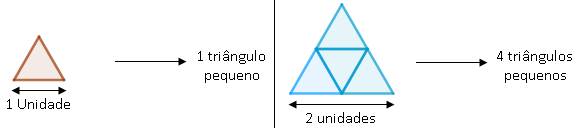 1 Unidade
1 triângulo
pequeno
2 unidades
4 triângulos
pequenos